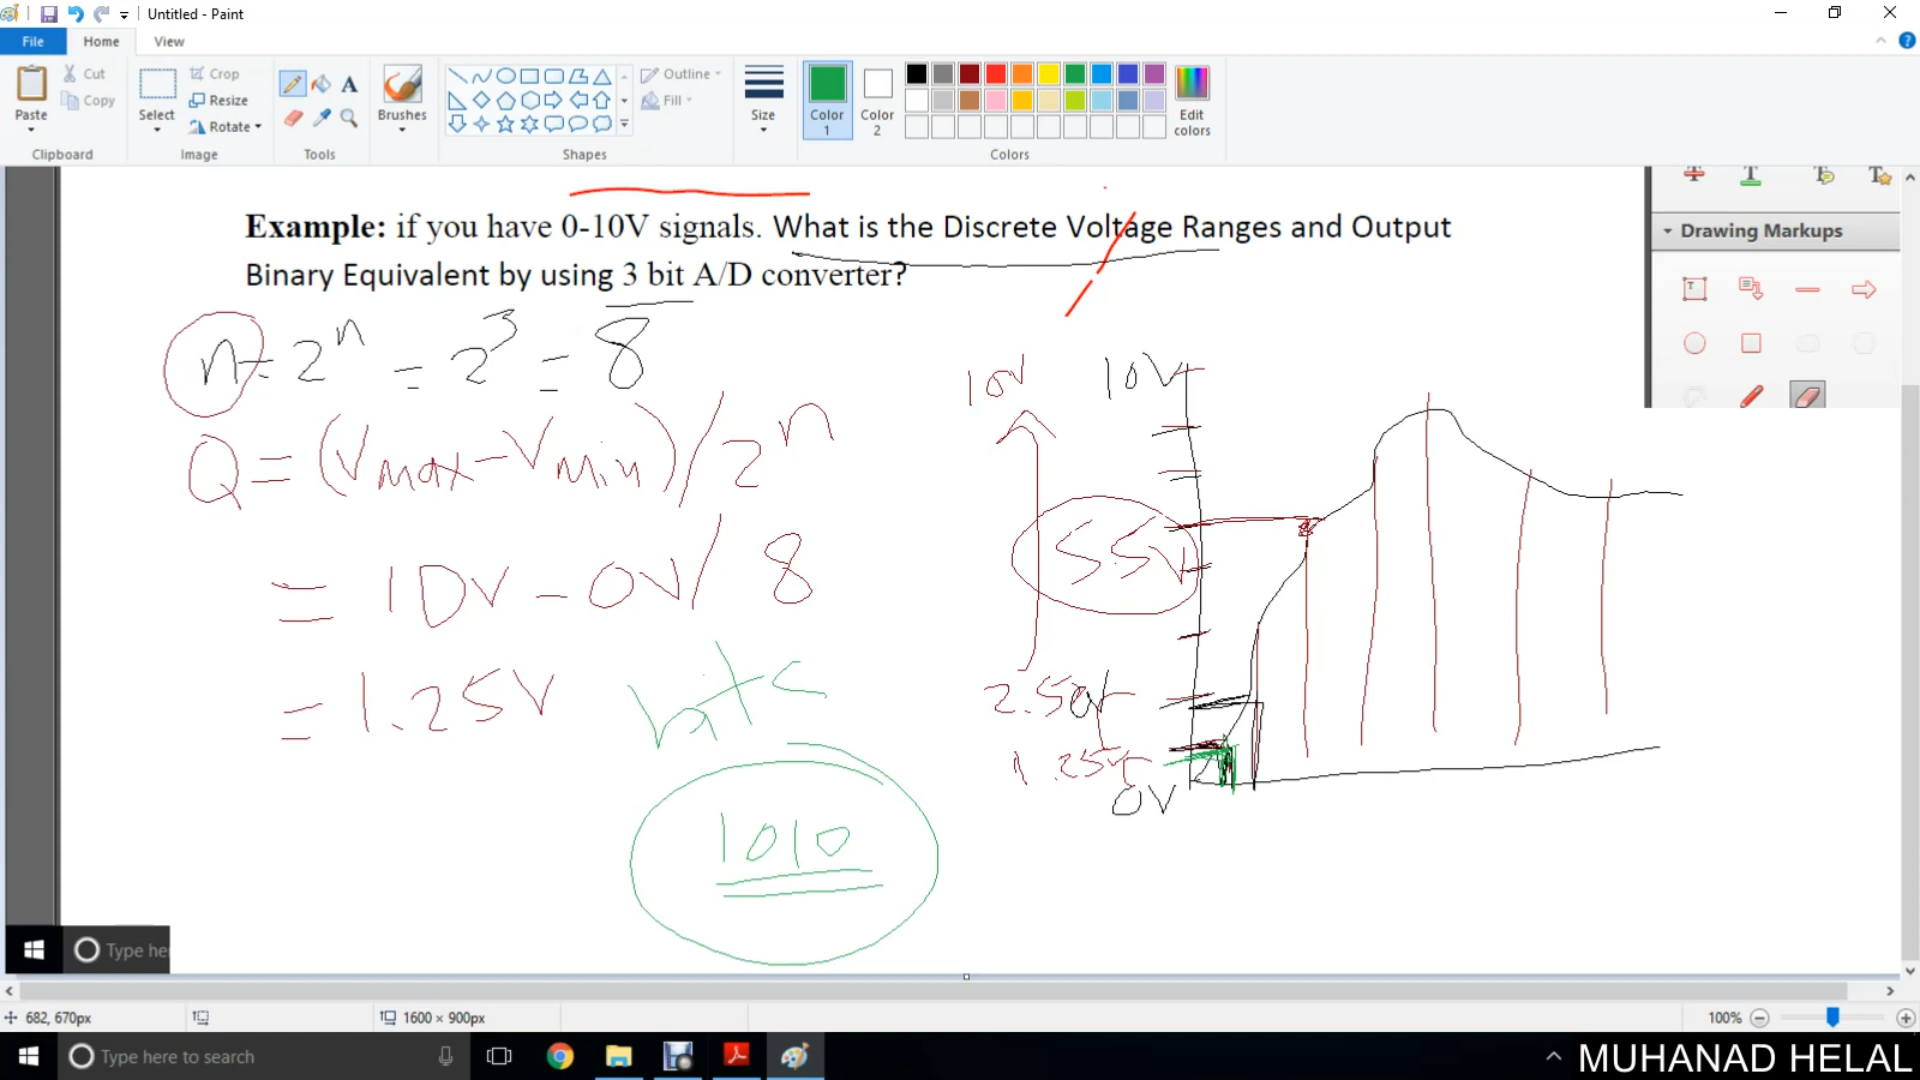 Untitled - Paint
File Home View
Paste
Cut
Copy
Clipboard
Select
Crop
Resize
Rotate
Image
Tools
Brushes
Shapes
Outline
Fill
Size
Color 1
Color 2
Edit colors
Colors
Drawing Markups
Example: if you have 0-10V signals. What is the Discrete Voltage Ranges and Output
Binary Equivalent by using 3 bit A/D converter?
n = 2^n = 2^3 = 8
Q = (Vmax - Vmin) / 2^n
= 10V - 0V / 8
= 1.25V
1010
10V
10V
5.5V
2.50V
1.25V
0V
Type he
682, 670px
1600 × 900px
100%
Type here to search
MUHANAD HELAL